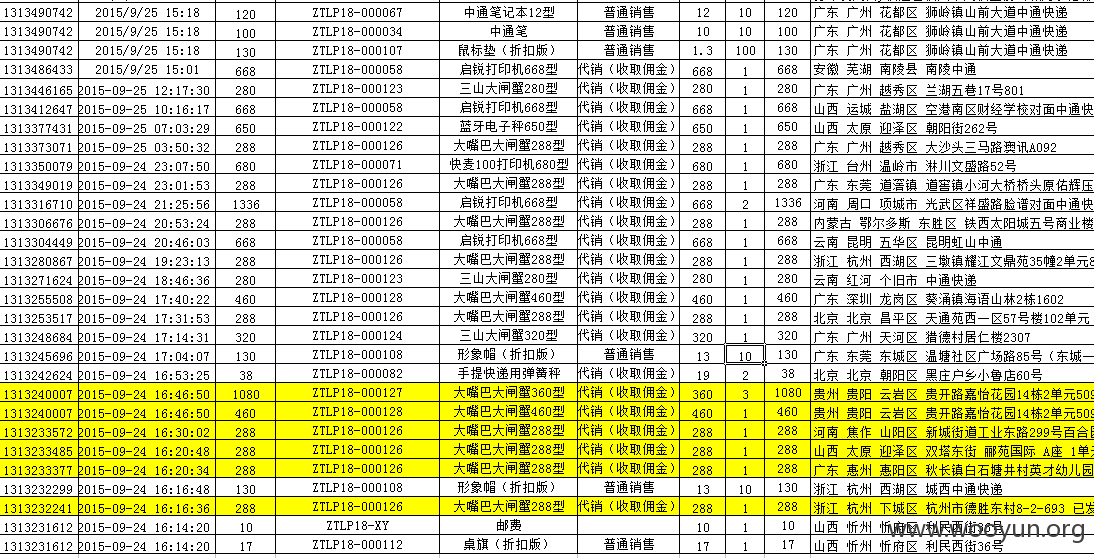 1313490742 2015/9/25 15:18 120 ZTLP18-000067 中通笔记本12型 普通销售 12 10 120 广东 广州 花都区 狮岭镇山前大道中通快递
1313490742 2015/9/25 15:18 100 ZTLP18-000034 中通笔 普通销售 10 10 100 广东 广州 花都区 狮岭镇山前大道中通快递
1313490742 2015/9/25 15:18 130 ZTLP18-000107 鼠标垫（折扣版） 普通销售 1.3 100 130 广东 广州 花都区 狮岭镇山前大道中通快递
1313486433 2015/9/25 15:01 668 ZTLP18-000058 启锐打印机668型 代销（收取佣金） 668 1 668 安徽 芜湖 南陵县 南陵中通
1313446165 2015-09-25 12:17:30 280 ZTLP18-000123 三山大闸蟹280型 代销（收取佣金） 280 1 280 广东 广州 越秀区 兰湖五巷17号801
1313412647 2015-09-25 10:16:17 668 ZTLP18-000058 启锐打印机668型 代销（收取佣金） 668 1 668 山西 运城 盐湖区 空港南区财经学校对面中通快
1313377431 2015-09-25 07:03:29 650 ZTLP18-000122 蓝牙电子秤650型 代销（收取佣金） 650 1 650 山西 太原 迎泽区 朝阳街262号
1313373071 2015-09-25 03:50:32 288 ZTLP18-000126 大嘴巴大闸蟹288型 代销（收取佣金） 288 1 288 广东 广州 越秀区 大沙头三马路澳讯A092
1313350079 2015-09-24 23:07:50 680 ZTLP18-000071 快麦100打印机680型 代销（收取佣金） 680 1 680 浙江 台州 温岭市 淋川文盛路52号
1313349019 2015-09-24 23:01:53 288 ZTLP18-000126 大嘴巴大闸蟹288型 代销（收取佣金） 288 1 288 广东 东莞 道滘镇 道窖镇小河大桥桥头原佑辉压
1313316710 2015-09-24 21:25:56 1336 ZTLP18-000058 启锐打印机668型 代销（收取佣金） 668 2 1336 河南 周口 项城市 光武区祥盛路脸谱对面中通快
1313306676 2015-09-24 20:53:24 288 ZTLP18-000126 大嘴巴大闸蟹288型 代销（收取佣金） 288 1 288 内蒙古 鄂尔多斯 东胜区 铁西太阳城五号商业楼
1313304449 2015-09-24 20:46:03 668 ZTLP18-000058 启锐打印机668型 代销（收取佣金） 668 1 668 云南 昆明 五华区 昆明虹山中通
1313280867 2015-09-24 19:23:13 288 ZTLP18-000126 大嘴巴大闸蟹288型 代销（收取佣金） 288 1 288 浙江 杭州 西湖区 三墩镇耀江文鼎苑35幢2单元8
1313271624 2015-09-24 18:46:36 280 ZTLP18-000123 三山大闸蟹280型 代销（收取佣金） 280 1 280 云南 红河 个旧市 中通快递
1313255508 2015-09-24 17:40:22 460 ZTLP18-000128 大嘴巴大闸蟹460型 代销（收取佣金） 460 1 460 广东 深圳 龙岗区 葵涌镇海语山林2栋1602
1313253517 2015-09-24 17:31:53 288 ZTLP18-000126 大嘴巴大闸蟹288型 代销（收取佣金） 288 1 288 北京 北京 昌平区 天通苑西一区57号楼102单元
1313248684 2015-09-24 17:14:31 320 ZTLP18-000124 三山大闸蟹320型 代销（收取佣金） 320 1 320 广东 广州 天河区 猎德村居仁楼2307
1313245696 2015-09-24 17:04:07 130 ZTLP18-000108 形象帽（折扣版） 普通销售 13 10 130 广东 东莞 东城区 温塘社区广场路85号（东城一
1313242624 2015-09-24 16:53:25 38 ZTLP18-000082 手提快递用弹簧秤 代销（收取佣金） 19 2 38 北京 北京 朝阳区 黑庄户乡小鲁店60号
1313240007 2015-09-24 16:46:50 1080 ZTLP18-000127 大嘴巴大闸蟹360型 代销（收取佣金） 360 3 1080 贵州 贵阳 云岩区 贵开路嘉怡花园14栋2单元509
1313240007 2015-09-24 16:46:50 460 ZTLP18-000128 大嘴巴大闸蟹460型 代销（收取佣金） 460 1 460 贵州 贵阳 云岩区 贵开路嘉怡花园14栋2单元509
1313233572 2015-09-24 16:30:02 288 ZTLP18-000126 大嘴巴大闸蟹288型 代销（收取佣金） 288 1 288 河南 焦作 山阳区 新城街道工业东路299号百合园
1313233485 2015-09-24 16:20:48 288 ZTLP18-000126 大嘴巴大闸蟹288型 代销（收取佣金） 288 1 288 山西 太原 迎泽区 双塔东街 郦苑国际 A座 1单
1313233377 2015-09-24 16:20:34 288 ZTLP18-000126 大嘴巴大闸蟹288型 代销（收取佣金） 288 1 288 广东 惠州 惠阳区 秋长镇白石塘井村英才幼儿园
1313232299 2015-09-24 16:16:48 130 ZTLP18-000108 形象帽（折扣版） 普通销售 13 10 130 浙江 杭州 西湖区 城西中通快递
1313232241 2015-09-24 16:16:36 288 ZTLP18-000126 大嘴巴大闸蟹288型 代销（收取佣金） 288 1 288 浙江 杭州 下城区 杭州市德胜东村8-2-693 已发
1313231612 2015-09-24 16:14:20 10 ZTLP18-XY 邮费 10 1 10 山西 忻州 忻府区 利民西街36号
1313231612 2015-09-24 16:14:20 17 ZTLP18-000112 桌旗（折扣版） 普通销售 17 1 17 山西 忻州 忻府区 利民西街36号
www.wooyun.org